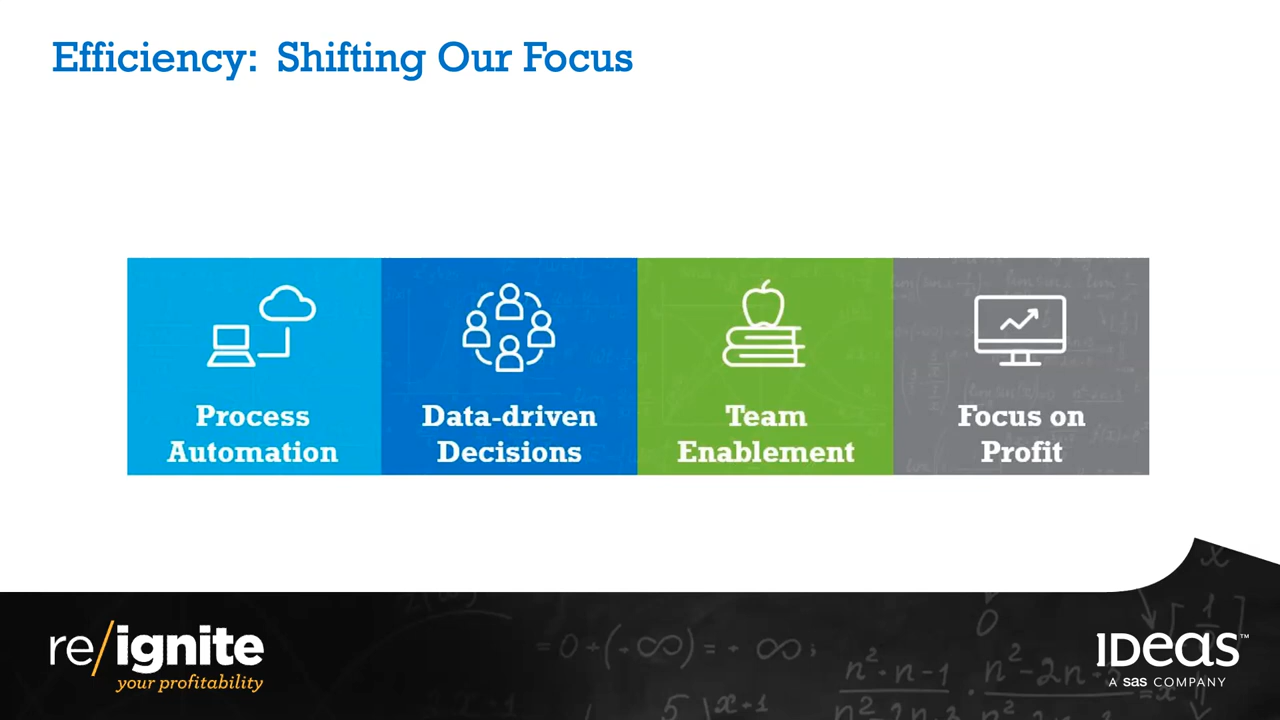 Efficiency: Shifting Our Focus
Process
Automation
Data-driven
Decisions
Team
Enablement
Focus on
Profit
re/ignite
your profitability
IDeaS™
A sas COMPANY